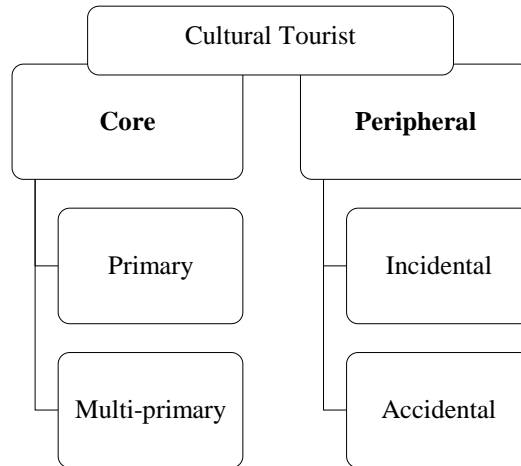 Cultural Tourist
Core
Peripheral
Primary
Incidental
Multi-primary
Accidental